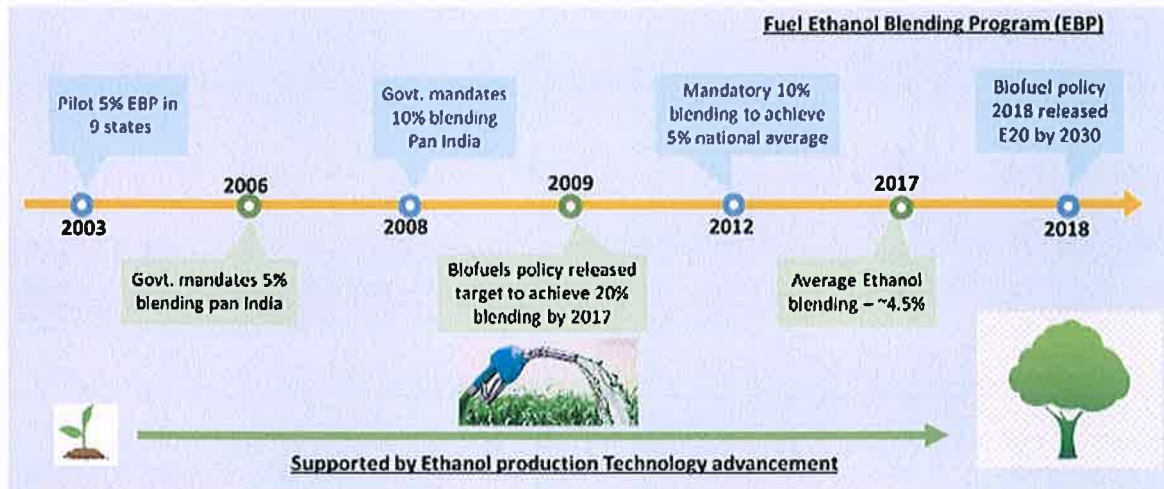 Fuel Ethanol Blending Program (EBP)
Pilot 5% EBP in
9 states
Govt. mandates
10% blending
Pan India
Mandatory 10%
blending to achieve
5% national average
Biofuel policy
2018 released
E20 by 2030
2003
2006
2008
2009
2012
2017
2018
Govt. mandates 5%
blending pan India
Biofuels policy released
target to achieve 20%
blending by 2017
Average Ethanol
blending – ~4.5%
Supported by Ethanol production Technology advancement